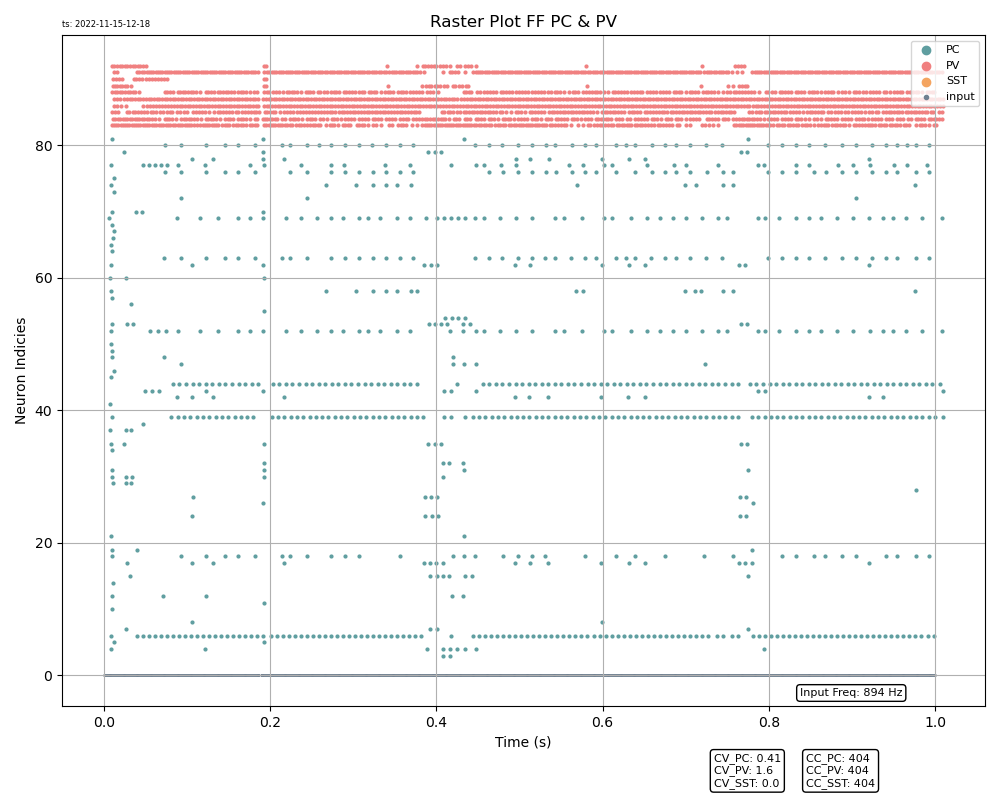 ts: 2022-11-15-12-18
Raster Plot FF PC & PV
PC
PV
SST
input
80
60
40
20
0
Neuron Indicies
0.0 0.2 0.4 0.6 0.8 1.0
Time (s)
Input Freq: 894 Hz
CV_PC: 0.41
CV_PV: 1.6
CV_SST: 0.0
CC_PC: 404
CC_PV: 404
CC_SST: 404